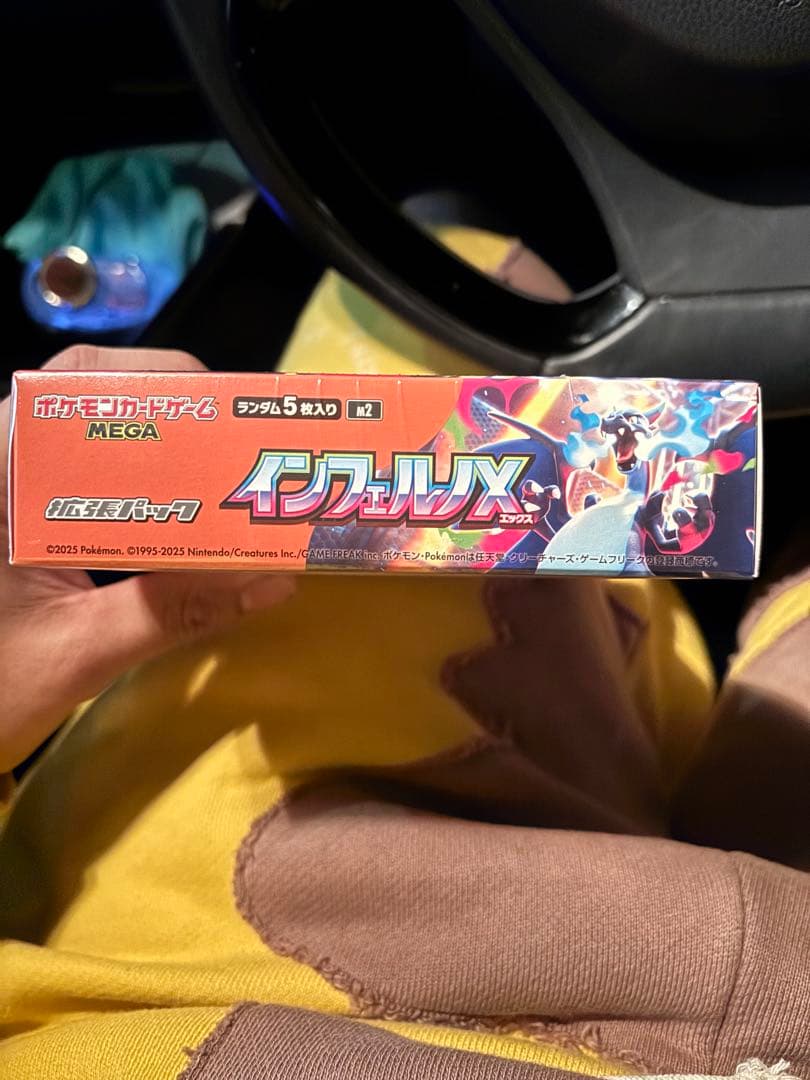 ポケモンカードゲーム
MEGA
ランダム5枚入り
M2
インフェルノX
エックス
拡張パック
©2025 Pokémon. ©1995-2025 Nintendo/Creatures Inc./GAME FREAK inc. ポケモン・Pokémonは任天堂・クリーチャーズ・ゲームフリークの登録商標です。